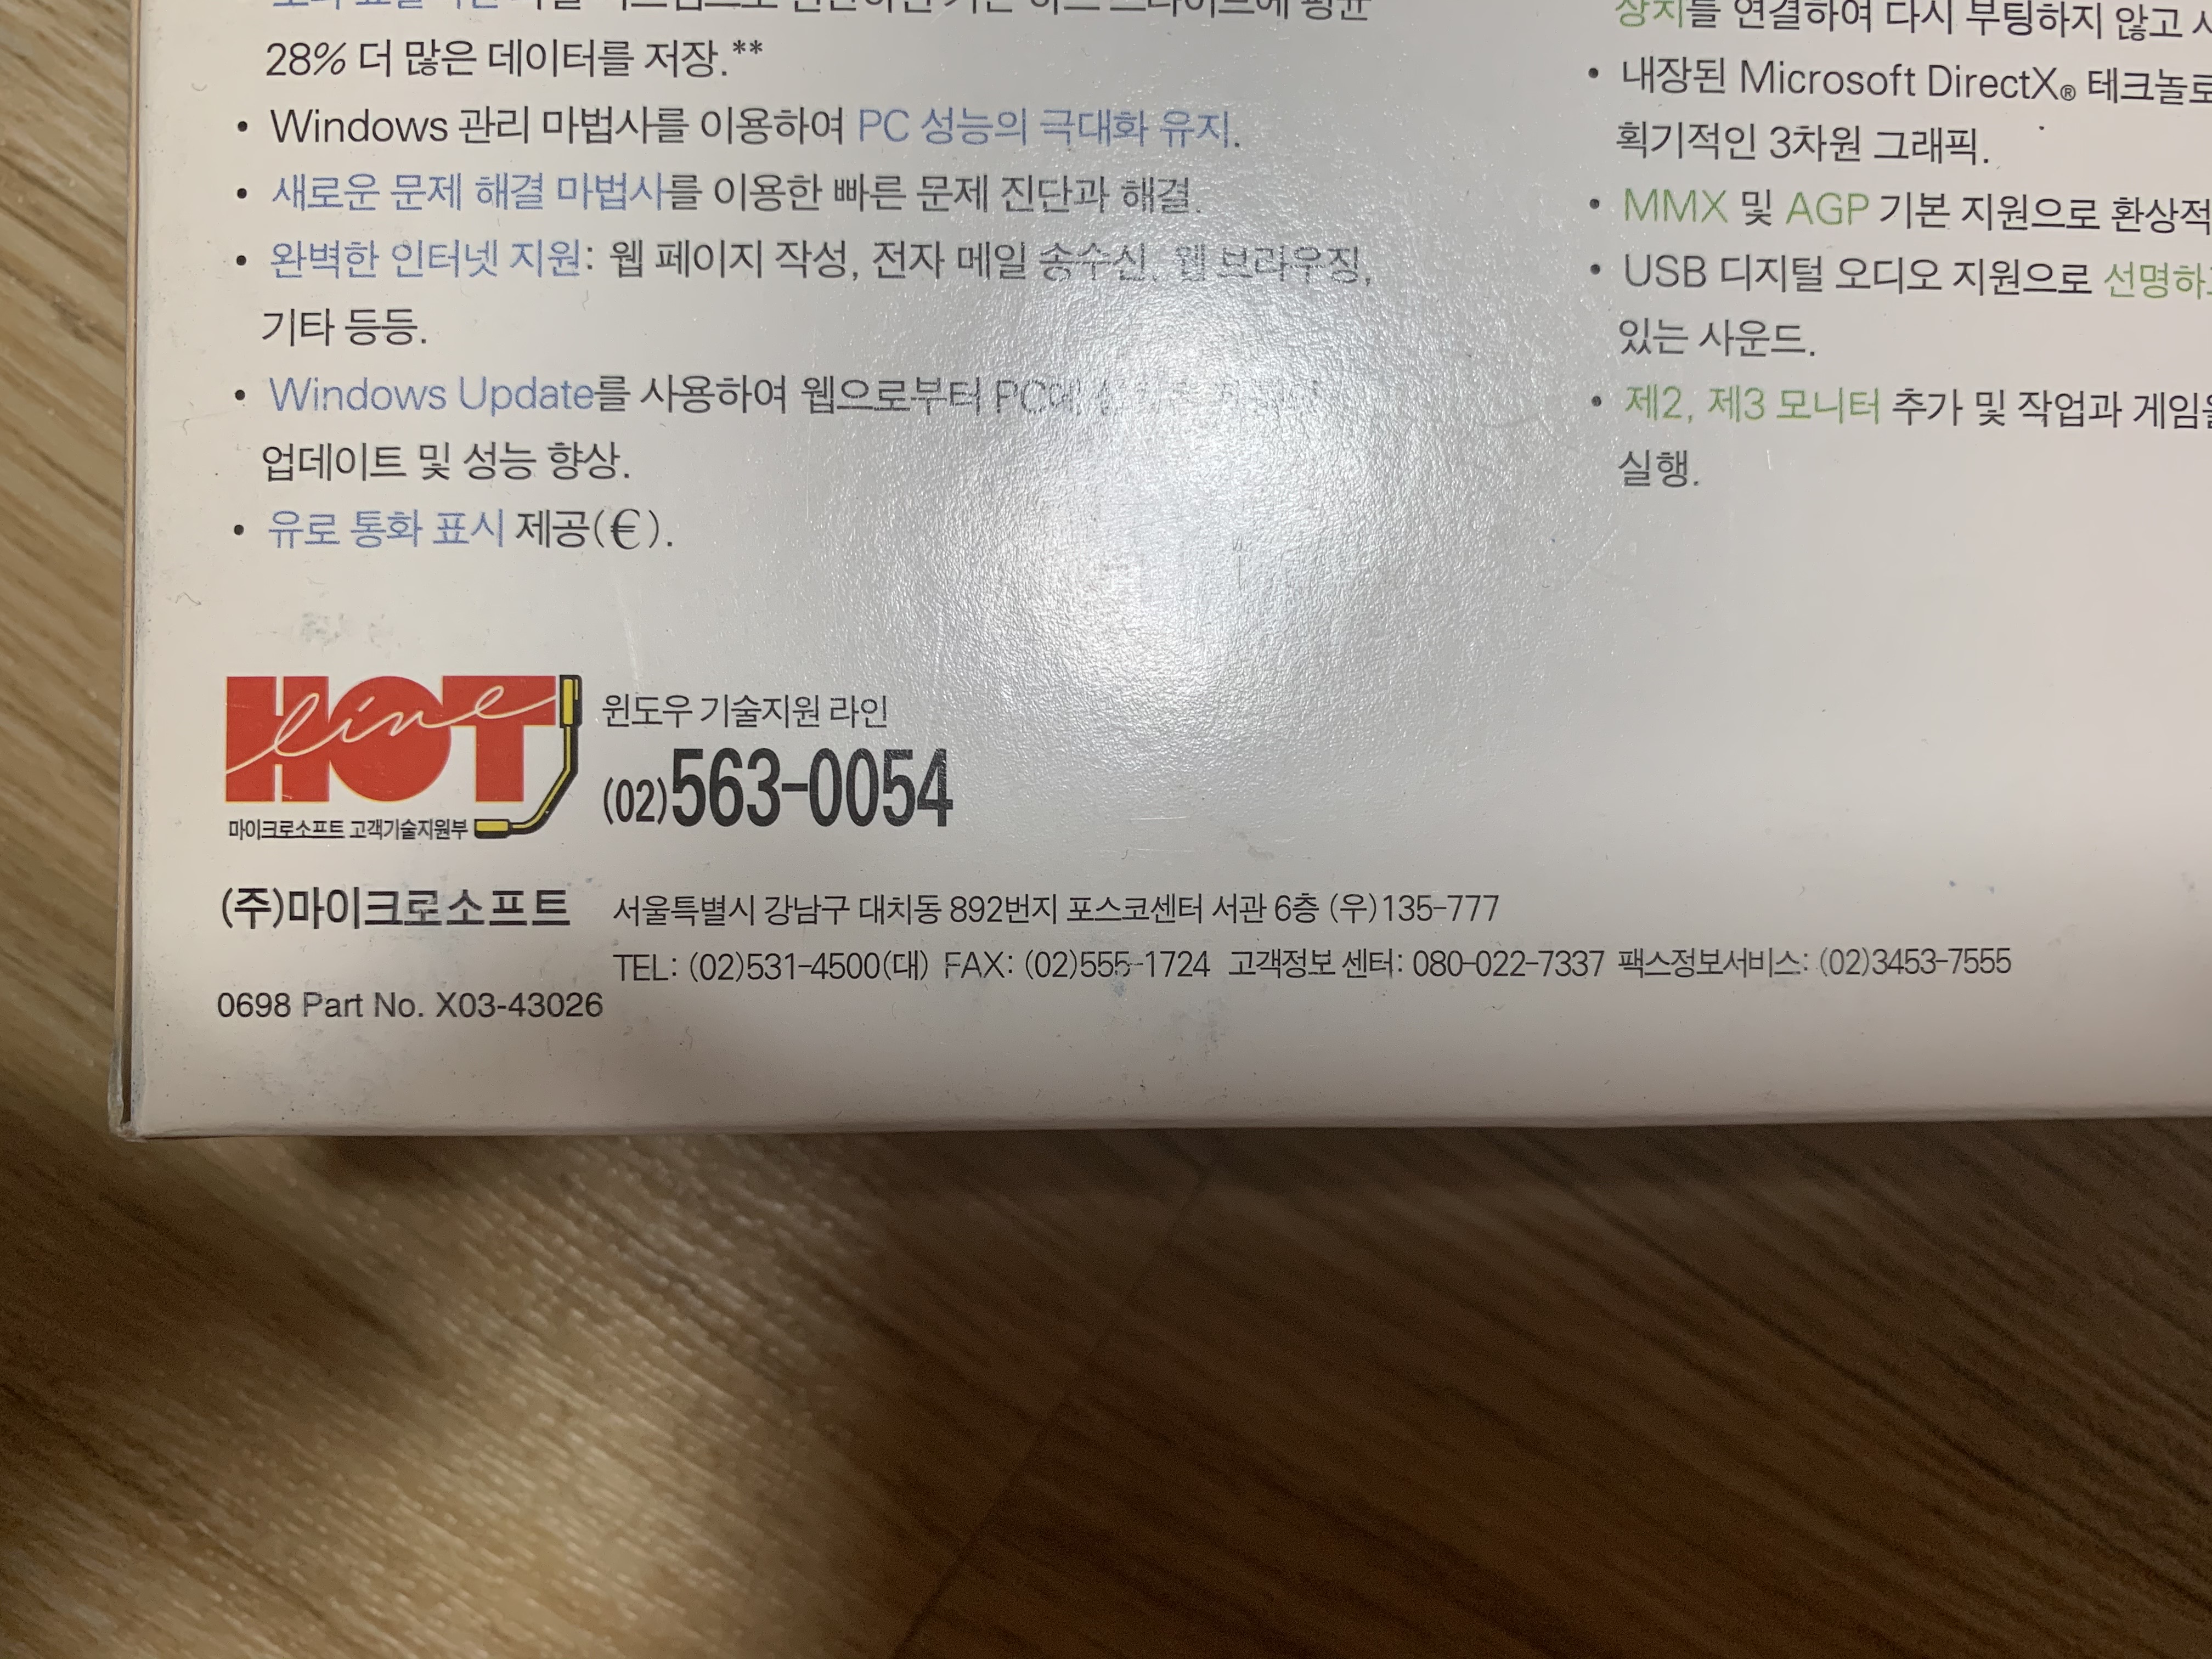 28% 더 많은 데이터를 저장.**
• Windows 관리 마법사를 이용하여 PC 성능의 극대화 유지.
• 새로운 문제 해결 마법사를 이용한 빠른 문제 진단과 해결.
• 완벽한 인터넷 지원: 웹 페이지 작성, 전자 메일 송수신, 웹 브라우징,
기타 등등.
• Windows Update를 사용하여 웹으로부터 PC에
업데이트 및 성능 향상.
• 유로 통화 표시 제공(€).
장치를 연결하여 다시 부팅하지 않고
• 내장된 Microsoft DirectX® 테크놀로
획기적인 3차원 그래픽.
• MMX 및 AGP 기본 지원으로 환상적
• USB 디지털 오디오 지원으로 선명하
있는 사운드.
• 제2, 제3 모니터 추가 및 작업과 게임을
실행.
HOT line
마이크로소프트 고객기술지원부
윈도우 기술지원 라인
(02)563-0054
(주)마이크로소프트 서울특별시 강남구 대치동 892번지 포스코센터 서관 6층 (우)135-777
TEL: (02)531-4500(대) FAX: (02)555-1724 고객정보 센터: 080-022-7337 팩스정보서비스: (02)3453-7555
0698 Part No. X03-43026